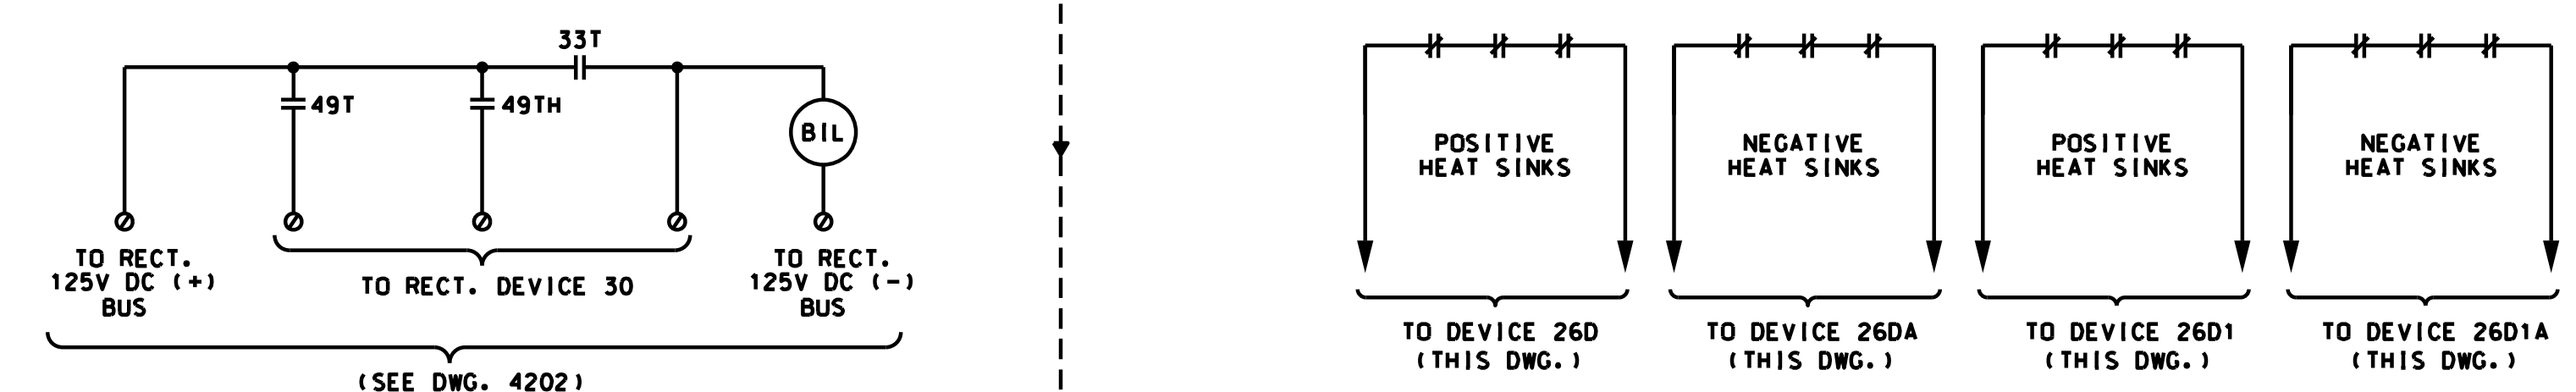 33T
49T
49TH
BIL
TO RECT.
125V DC (+)
BUS
TO RECT. DEVICE 30
TO RECT.
125V DC (-)
BUS
(SEE DWG. 4202)
POSITIVE
HEAT SINKS
TO DEVICE 26D
(THIS DWG.)
NEGATIVE
HEAT SINKS
TO DEVICE 26DA
(THIS DWG.)
POSITIVE
HEAT SINKS
TO DEVICE 26D1
(THIS DWG.)
NEGATIVE
HEAT SINKS
TO DEVICE 26D1A
(THIS DWG.)